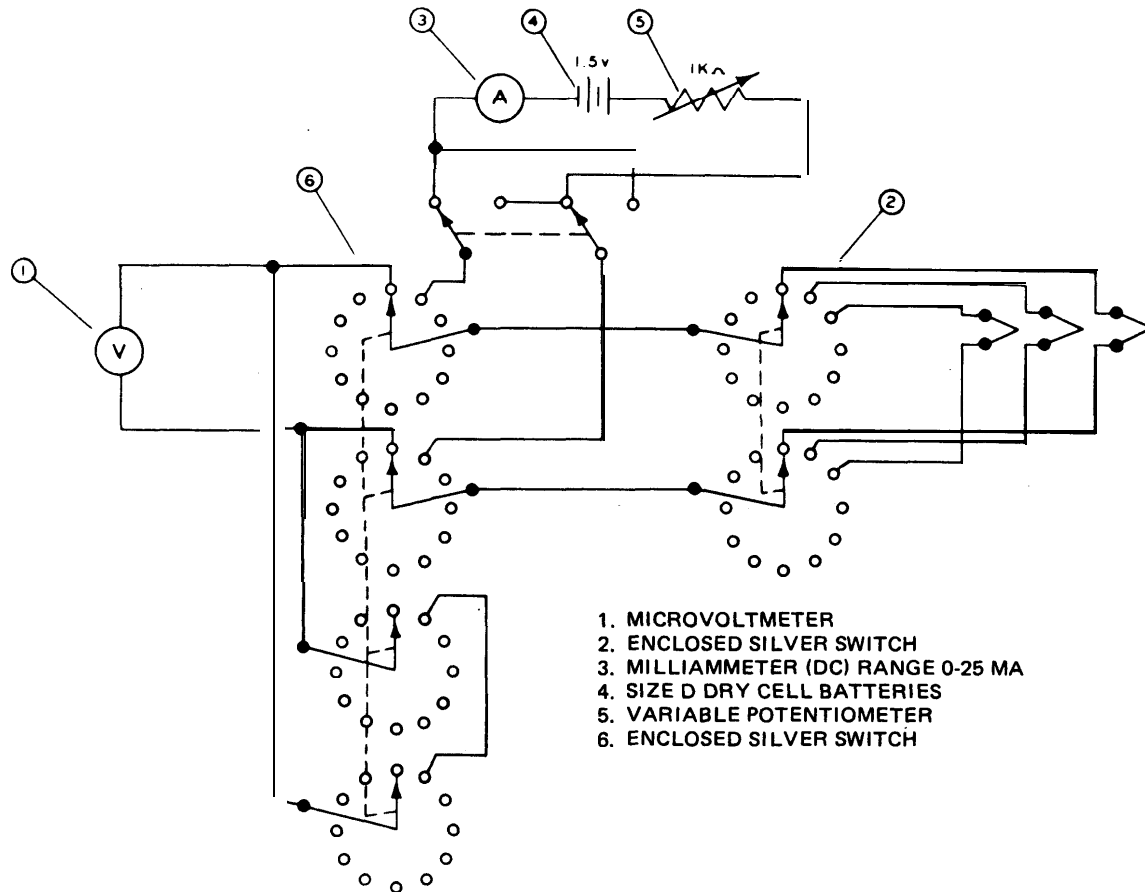 3
4
5
1.5v
1KΩ
A
6
2
1
V
1. MICROVOLTMETER
2. ENCLOSED SILVER SWITCH
3. MILLIAMMETER (DC) RANGE 0-25 MA
4. SIZE D DRY CELL BATTERIES
5. VARIABLE POTENTIOMETER
6. ENCLOSED SILVER SWITCH